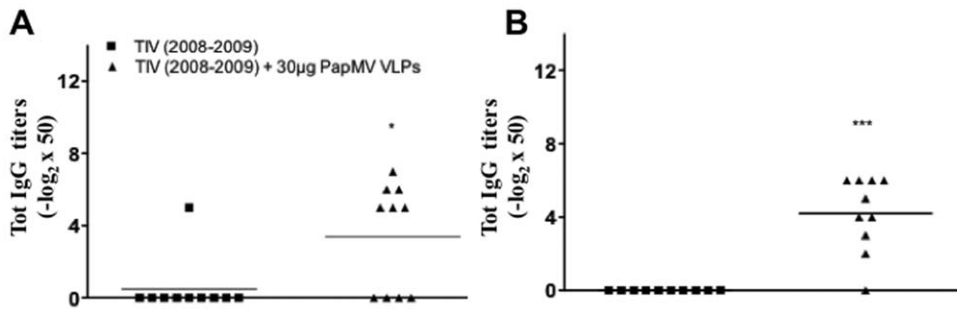 A
TIV (2008-2009)
TIV (2008-2009) + 30µg PapMV VLPs
Tot IgG titers
(-log2 x 50)
12
8
4
0
*
B
Tot IgG titers
(-log2 x 50)
12
8
4
0
***